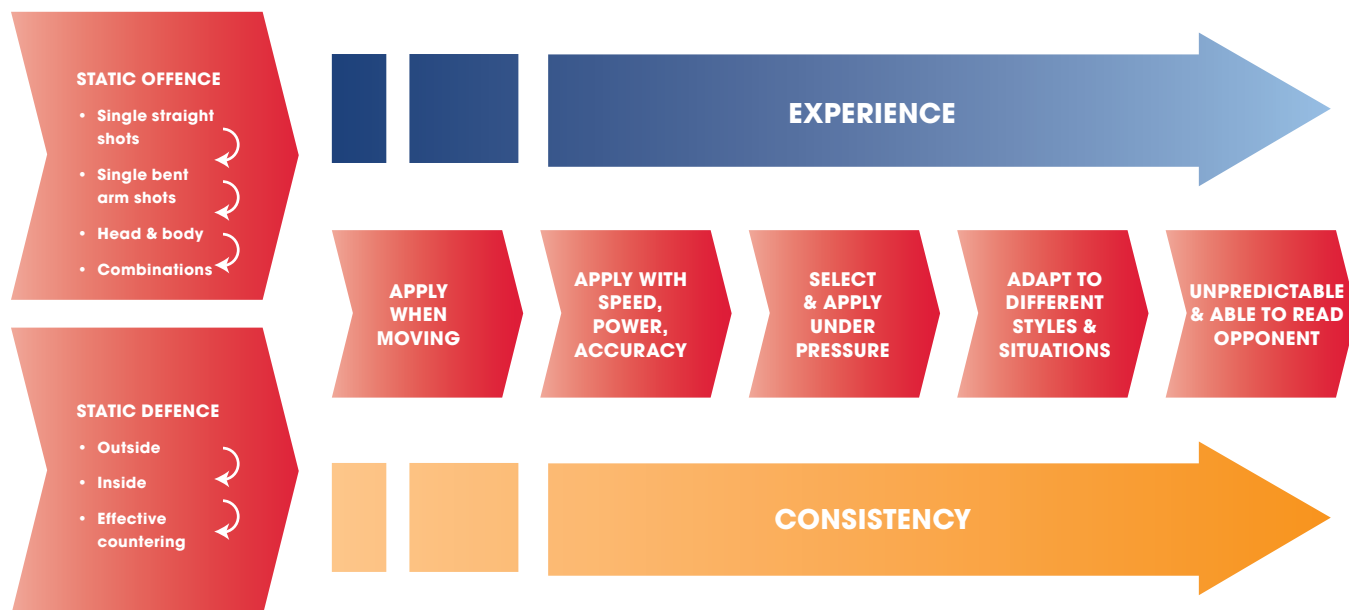 STATIC OFFENCE
• Single straight
shots
• Single bent
arm shots
• Head & body
• Combinations
STATIC DEFENCE
• Outside
• Inside
• Effective
countering
EXPERIENCE
APPLY
WHEN
MOVING
APPLY WITH
SPEED,
POWER,
ACCURACY
SELECT
& APPLY
UNDER
PRESSURE
ADAPT TO
DIFFERENT
STYLES &
SITUATIONS
UNPREDICTABLE
& ABLE TO READ
OPPONENT
CONSISTENCY